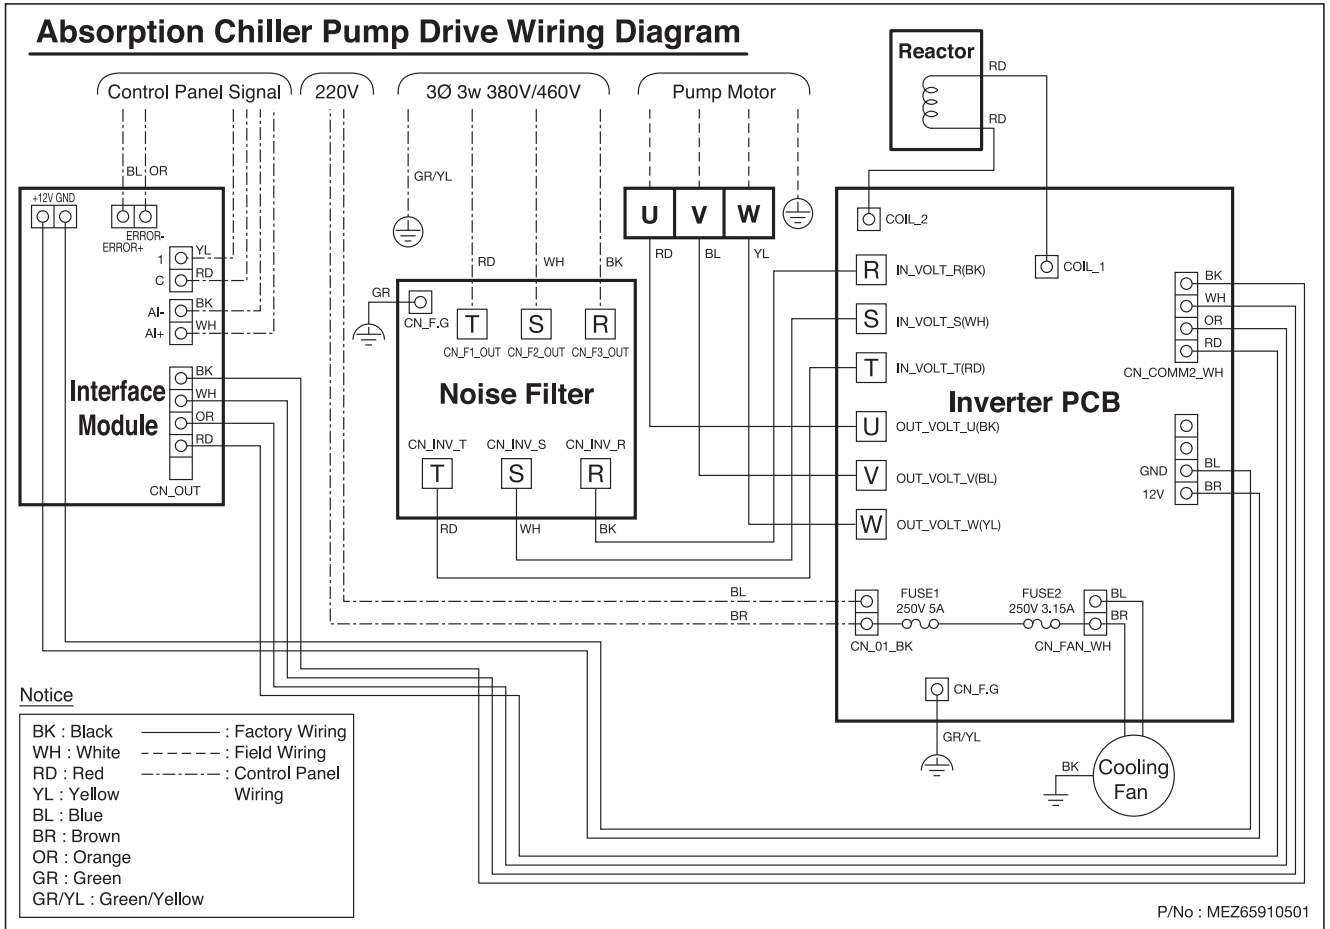 Absorption Chiller Pump Drive Wiring Diagram
Reactor
RD
RD
Control Panel Signal
220V
3Ø 3w 380V/460V
Pump Motor
BL
OR
GR/YL
+12V GND
ERROR-
ERROR+
1
YL
C
RD
AI-
BK
AI+
WH
Interface
Module
BK
WH
OR
RD
CN_OUT
RD
WH
BK
GR
CN_F.G
T
S
R
CN_F1_OUT
CN_F2_OUT
CN_F3_OUT
Noise Filter
CN_INV_T
CN_INV_S
CN_INV_R
T
S
R
RD
WH
BK
U
V
W
RD
BL
YL
COIL_2
COIL_1
R
IN_VOLT_R(BK)
S
IN_VOLT_S(WH)
T
IN_VOLT_T(RD)
Inverter PCB
U
OUT_VOLT_U(BK)
V
OUT_VOLT_V(BL)
W
OUT_VOLT_W(YL)
BK
WH
OR
RD
CN_COMM2_WH
GND
BL
12V
BR
BL
BR
CN_01_BK
FUSE1
250V 5A
FUSE2
250V 3.15A
BL
BR
CN_FAN_WH
CN_F.G
GR/YL
BK
Cooling
Fan
Notice
BK : Black
: Factory Wiring
WH : White
: Field Wiring
RD : Red
: Control Panel
YL : Yellow
Wiring
BL : Blue
BR : Brown
OR : Orange
GR : Green
GR/YL : Green/Yellow
P/No : MEZ65910501